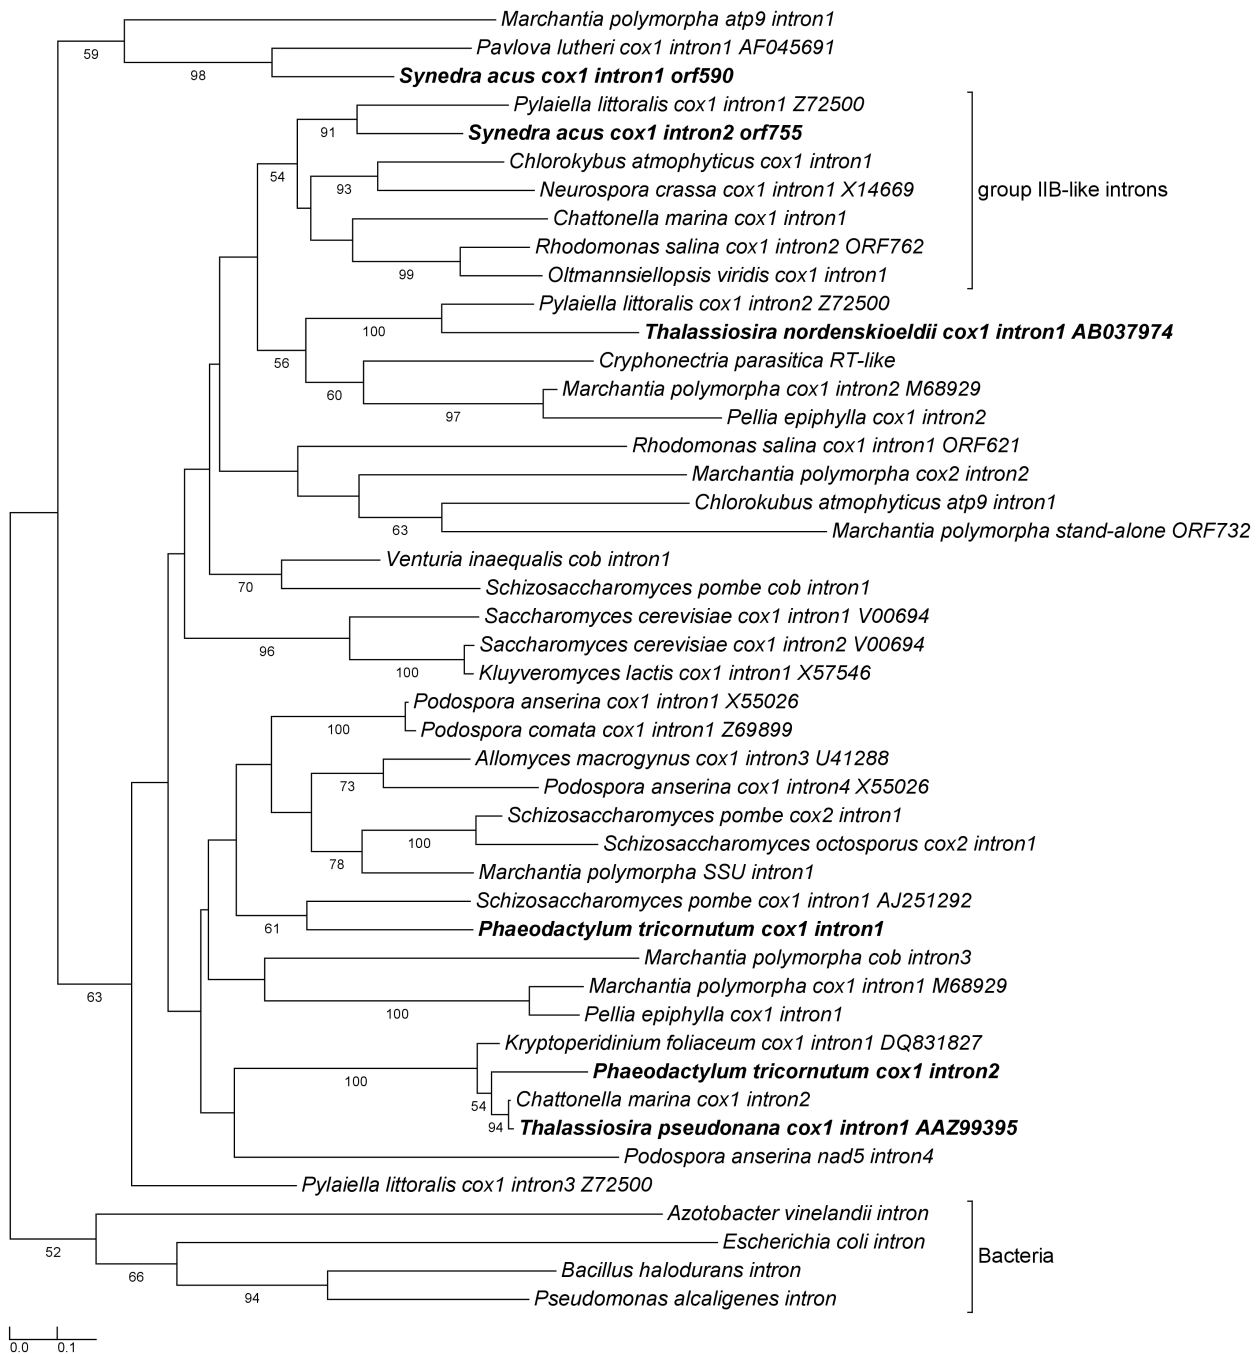 Marchantia polymorpha atp9 intron1
59
Pavlova lutheri cox1 intron1 AF045691
98
Synedra acus cox1 intron1 orf590
Pylaiella littoralis cox1 intron1 Z72500
91
Synedra acus cox1 intron2 orf755
Chlorokybus atmophyticus cox1 intron1
54
93
Neurospora crassa cox1 intron1 X14669
group IIB-like introns
Chattonella marina cox1 intron1
Rhodomonas salina cox1 intron2 ORF762
99
Oltmannsiellopsis viridis cox1 intron1
Pylaiella littoralis cox1 intron2 Z72500
100
Thalassiosira nordenskioeldii cox1 intron1 AB037974
56
Cryphonectria parasitica RT-like
60
Marchantia polymorpha cox1 intron2 M68929
97
Pellia epiphylla cox1 intron2
Rhodomonas salina cox1 intron1 ORF621
Marchantia polymorpha cox2 intron2
Chlorokubus atmophyticus atp9 intron1
63
Marchantia polymorpha stand-alone ORF732
Venturia inaequalis cob intron1
70
Schizosaccharomyces pombe cob intron1
Saccharomyces cerevisiae cox1 intron1 V00694
96
Saccharomyces cerevisiae cox1 intron2 V00694
100
Kluyveromyces lactis cox1 intron1 X57546
Podospora anserina cox1 intron1 X55026
100
Podospora comata cox1 intron1 Z69899
Allomyces macrogynus cox1 intron3 U41288
73
Podospora anserina cox1 intron4 X55026
Schizosaccharomyces pombe cox2 intron1
100
Schizosaccharomyces octosporus cox2 intron1
78
Marchantia polymorpha SSU intron1
Schizosaccharomyces pombe cox1 intron1 AJ251292
61
Phaeodactylum tricornutum cox1 intron1
Marchantia polymorpha cob intron3
63
Marchantia polymorpha cox1 intron1 M68929
100
Pellia epiphylla cox1 intron1
Kryptoperidinium foliaceum cox1 intron1 DQ831827
100
Phaeodactylum tricornutum cox1 intron2
54
Chattonella marina cox1 intron2
94
Thalassiosira pseudonana cox1 intron1 AAZ99395
Podospora anserina nad5 intron4
Pylaiella littoralis cox1 intron3 Z72500
Azotobacter vinelandii intron
52
Escherichia coli intron
Bacteria
66
Bacillus halodurans intron
94
Pseudomonas alcaligenes intron
0.0 0.1